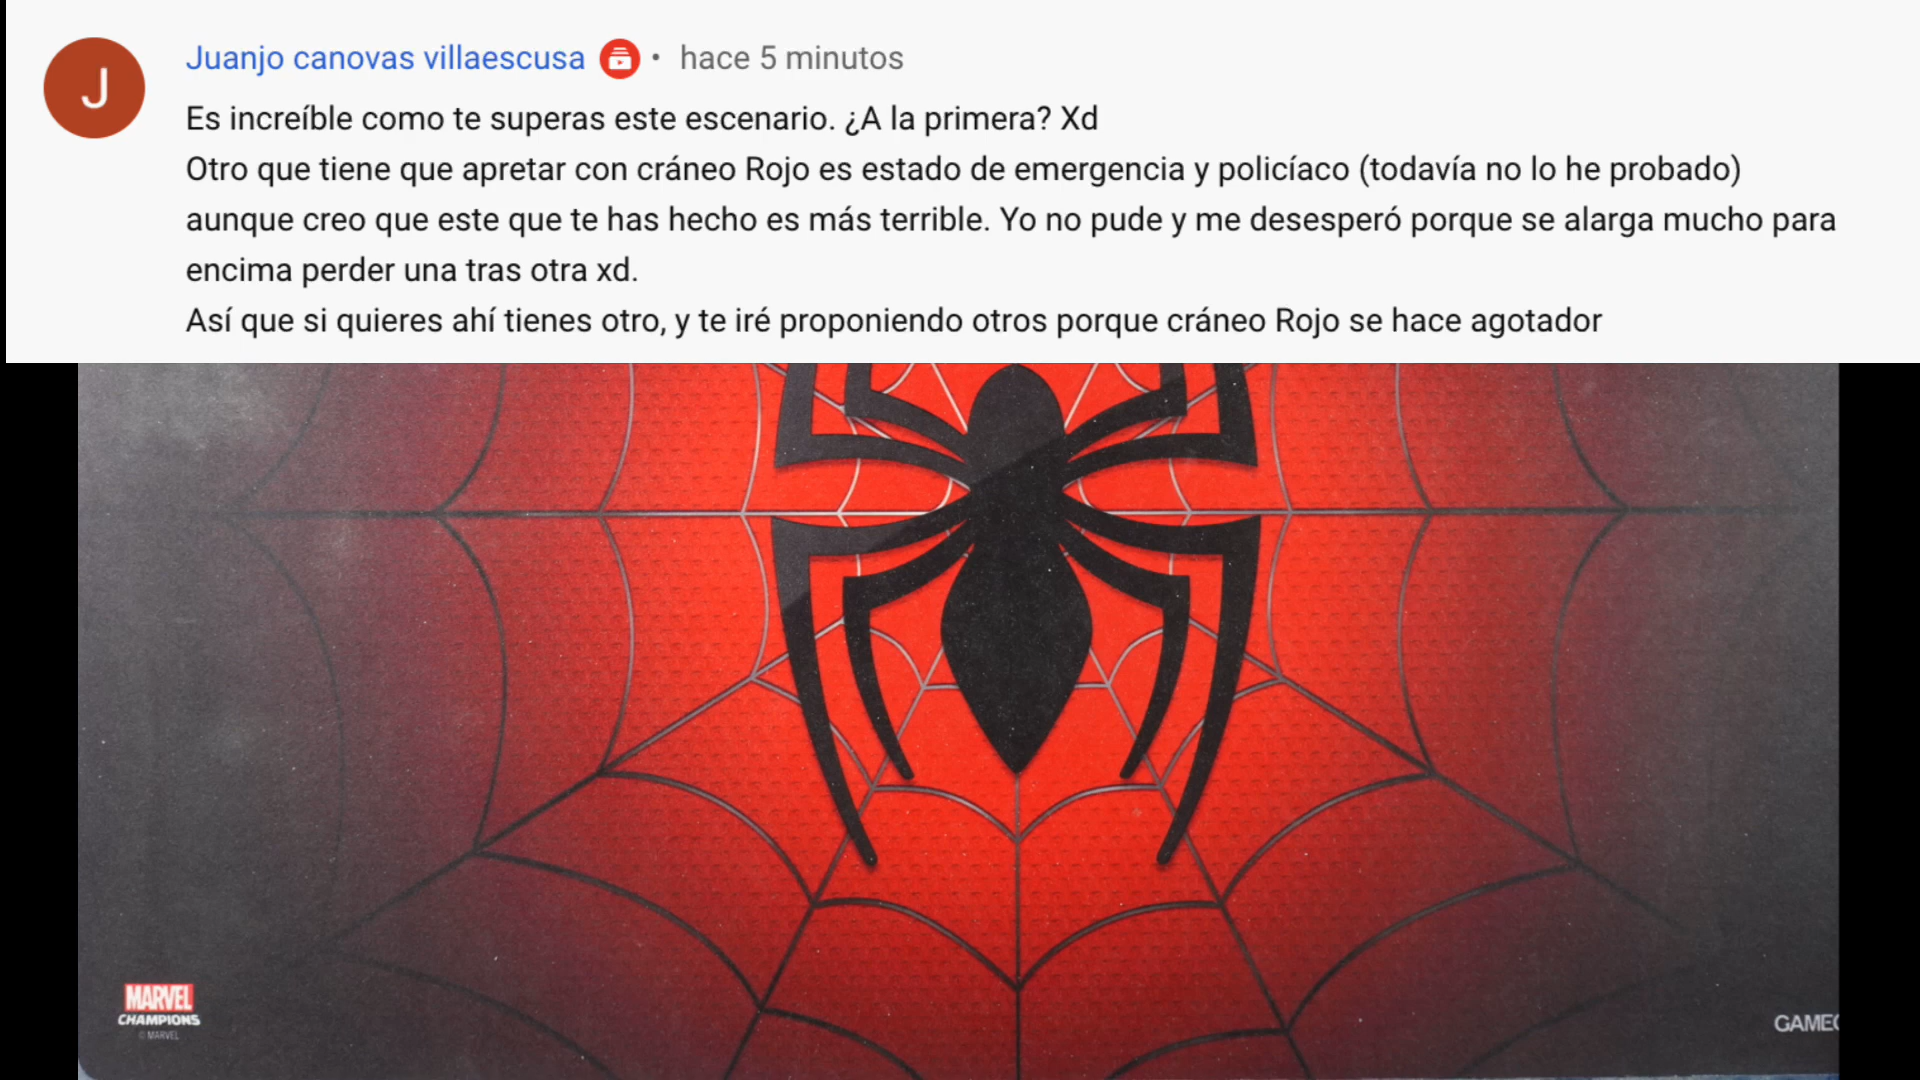 J
Juanjo canovas villaescusa • hace 5 minutos
Es increíble como te superas este escenario. ¿A la primera? Xd
Otro que tiene que apretar con cráneo Rojo es estado de emergencia y policíaco (todavía no lo he probado)
aunque creo que este que te has hecho es más terrible. Yo no pude y me desesperó porque se alarga mucho para
encima perder una tras otra xd.
Así que si quieres ahí tienes otro, y te iré proponiendo otros porque cráneo Rojo se hace agotador
MARVEL
CHAMPIONS
© MARVEL